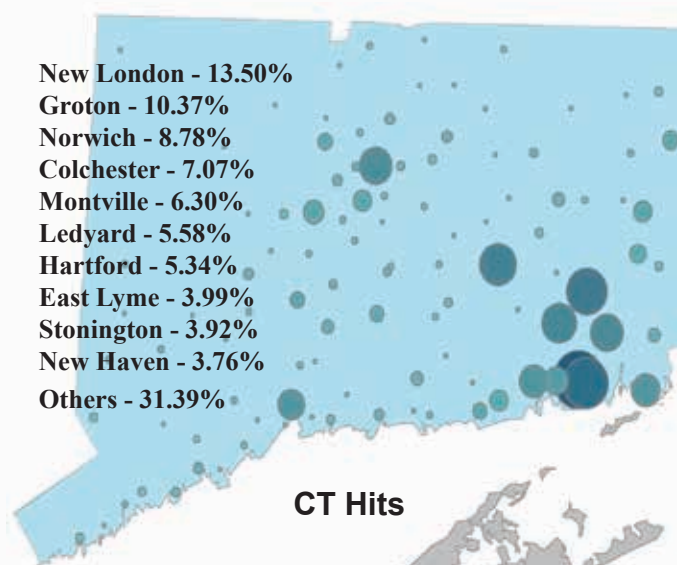 New London - 13.50%
Groton - 10.37%
Norwich - 8.78%
Colchester - 7.07%
Montville - 6.30%
Ledyard - 5.58%
Hartford - 5.34%
East Lyme - 3.99%
Stonington - 3.92%
New Haven - 3.76%
Others - 31.39%
CT Hits